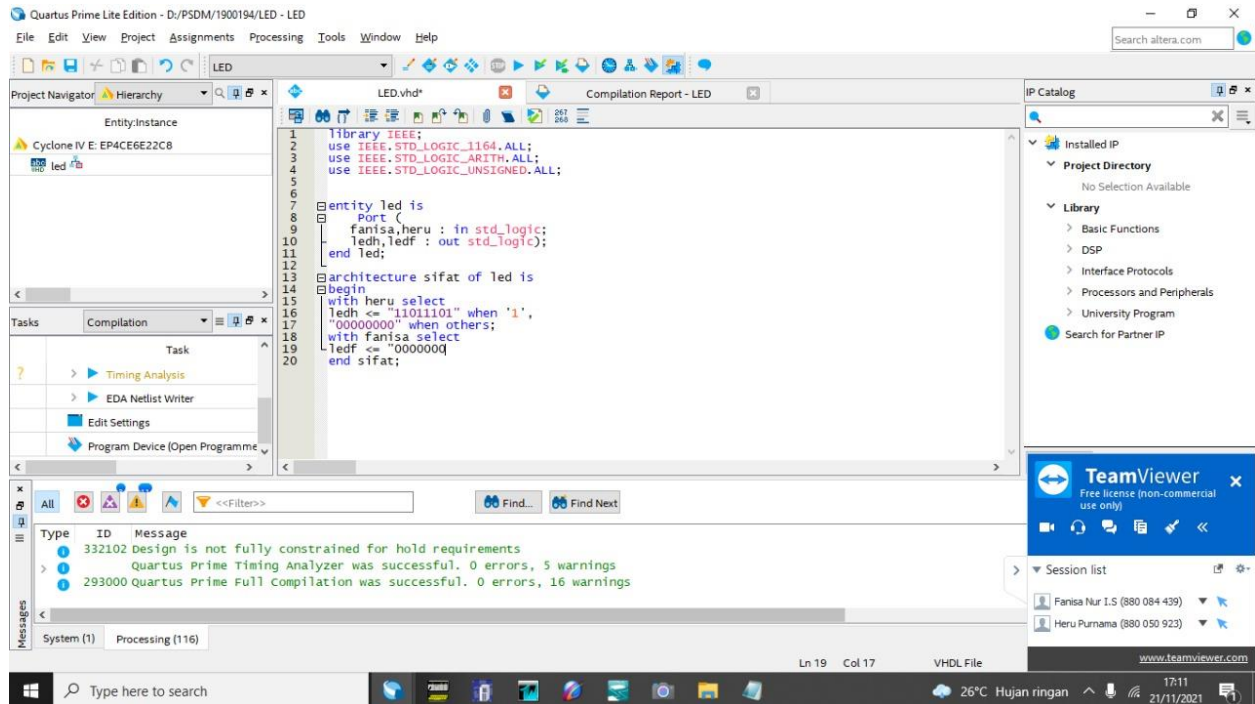 Quartus Prime Lite Edition - D:/PSDM/1900194/LED - LED
File Edit View Project Assignments Processing Tools Window Help
Search altera.com
LED
Project Navigator Hierarchy
Entity:Instance
Cyclone IV E: EP4CE6E22C8
led
Tasks Compilation
Task
Timing Analysis
EDA Netlist Writer
Edit Settings
Program Device (Open Programme
LED.vhd*
Compilation Report - LED
267
268
1 library IEEE;
2 use IEEE.STD_LOGIC_1164.ALL;
3 use IEEE.STD_LOGIC_ARITH.ALL;
4 use IEEE.STD_LOGIC_UNSIGNED.ALL;
5
6
7 entity led is
8 Port (
9 fanisa,heru : in std_logic;
10 ledh,ledf : out std_logic);
11 end led;
12
13 architecture sifat of led is
14 begin
15 with heru select
16 ledh <= "11011101" when '1',
17 "00000000" when others;
18 with fanisa select
19 ledf <= "0000000
20 end sifat;
IP Catalog
Installed IP
Project Directory
No Selection Available
Library
Basic Functions
DSP
Interface Protocols
Processors and Peripherals
University Program
Search for Partner IP
All <<Filter>> Find... Find Next
Type ID Message
332102 Design is not fully constrained for hold requirements
Quartus Prime Timing Analyzer was successful. 0 errors, 5 warnings
293000 Quartus Prime Full Compilation was successful. 0 errors, 16 warnings
Messages
System (1) Processing (116)
Ln 19 Col 17 VHDL File
TeamViewer
Free license (non-commercial
use only)
Session list
Fanisa Nur I.S (880 084 439)
Heru Purnama (880 050 923)
www.teamviewer.com
Type here to search
26°C Hujan ringan
17:11
21/11/2021